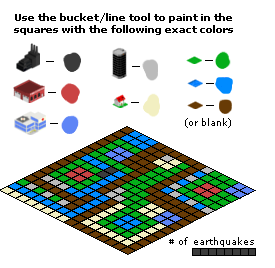 Use the bucket/line tool to paint in the
squares with the following exact colors
(or blank)
# of earthquakes